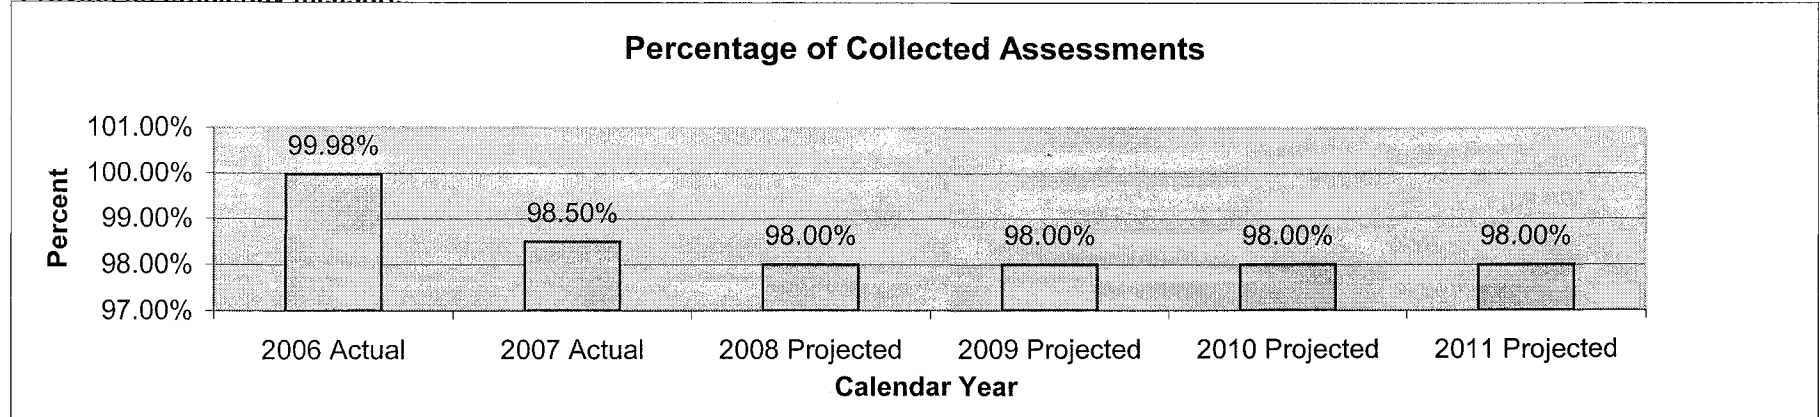 Percentage of Collected Assessments
101.00%
100.00%
99.00%
98.00%
97.00%
Percent
99.98%
98.50%
98.00%
98.00%
98.00%
98.00%
2006 Actual 2007 Actual 2008 Projected 2009 Projected 2010 Projected 2011 Projected
Calendar Year